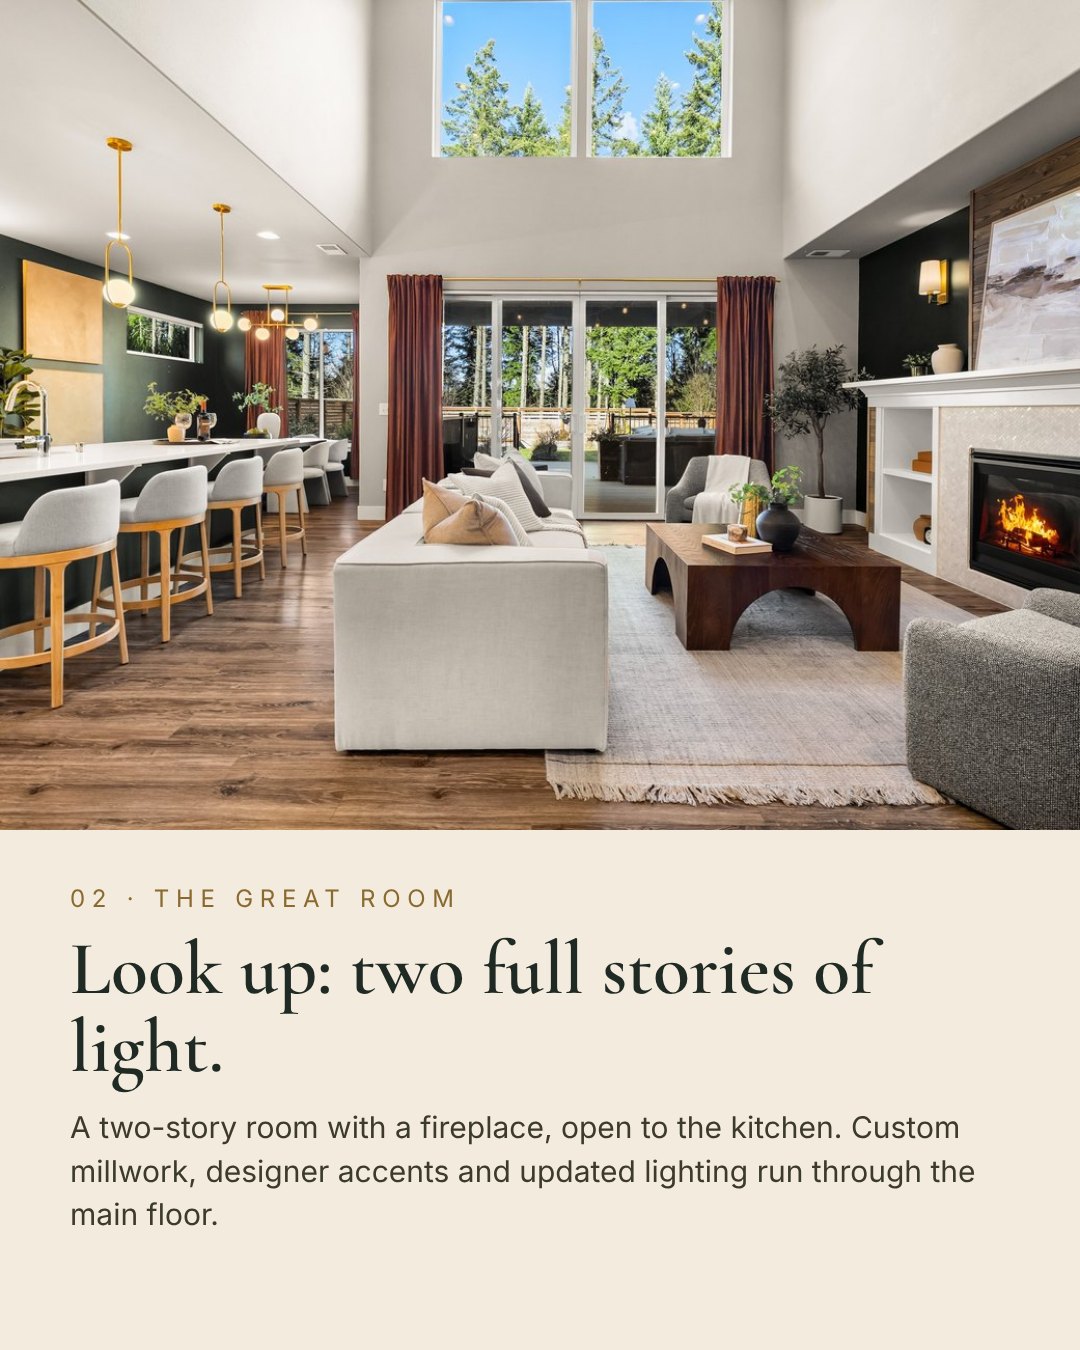 02 · THE GREAT ROOM
Look up: two full stories of
light.
A two-story room with a fireplace, open to the kitchen. Custom
millwork, designer accents and updated lighting run through the
main floor.